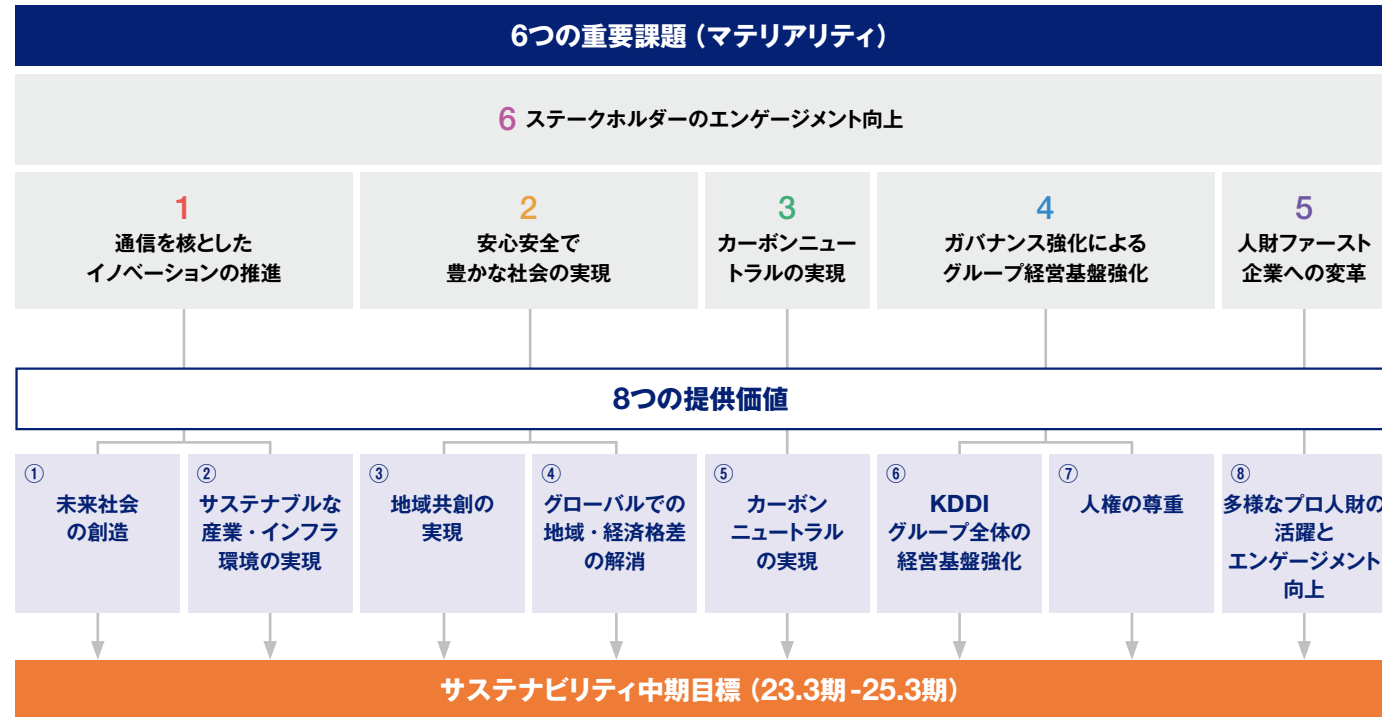 6つの重要課題（マテリアリティ）
6 ステークホルダーのエンゲージメント向上
1
通信を核とした
イノベーションの推進
2
安心安全で
豊かな社会の実現
3
カーボンニュー
トラルの実現
4
ガバナンス強化による
グループ経営基盤強化
5
人財ファースト
企業への変革
8つの提供価値
①
未来社会
の創造
②
サステナブルな
産業・インフラ
環境の実現
③
地域共創の
実現
④
グローバルでの
地域・経済格差
の解消
⑤
カーボン
ニュートラル
の実現
⑥
KDDI
グループ全体の
経営基盤強化
⑦
人権の尊重
⑧
多様なプロ人財の
活躍と
エンゲージメント
向上
サステナビリティ中期目標（23.3期-25.3期）